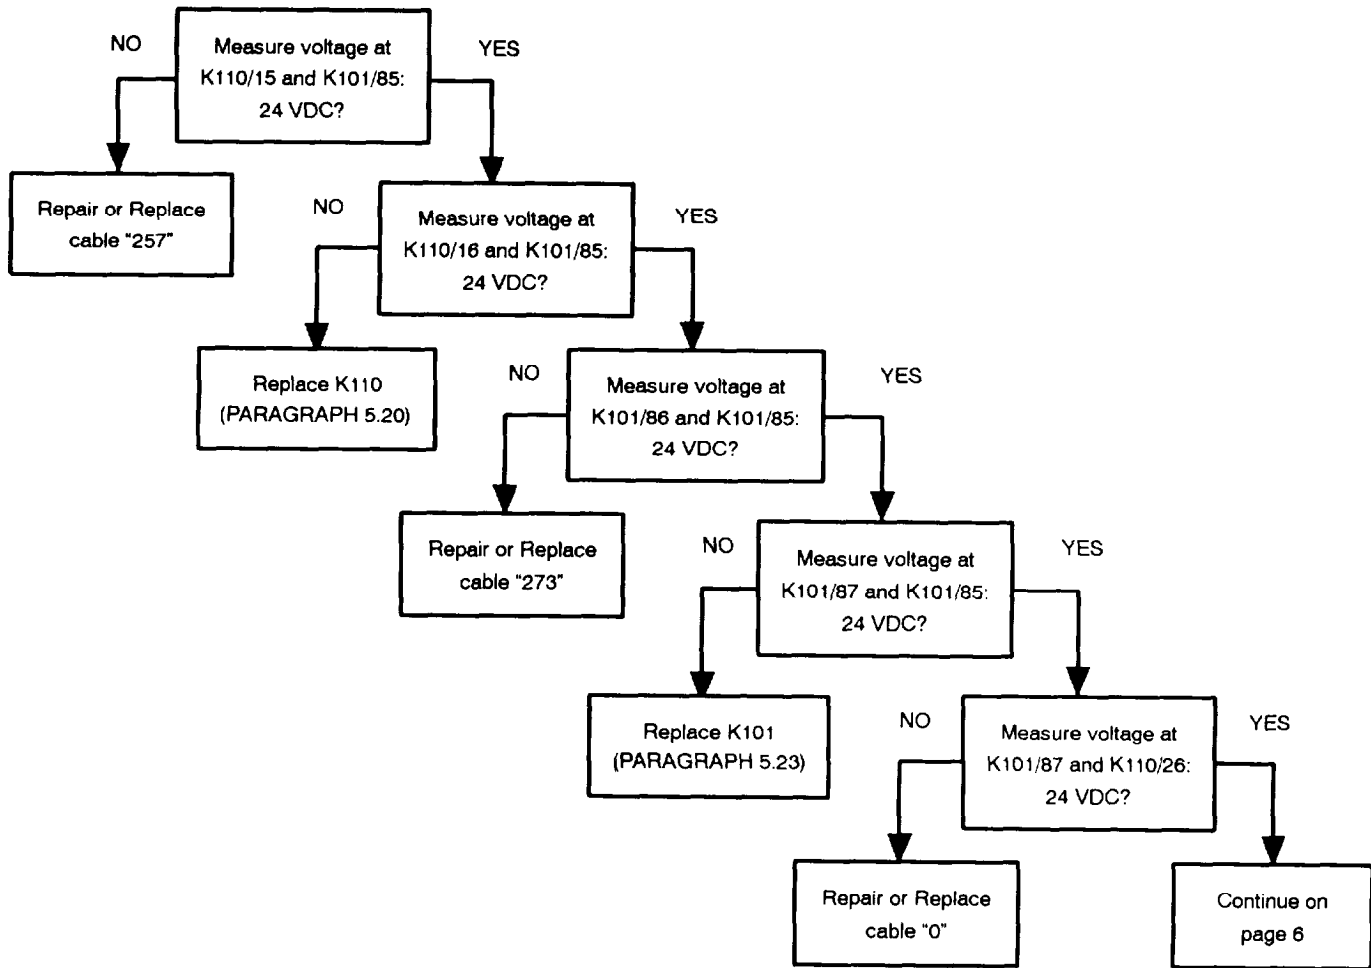 NO
Measure voltage at
K110/15 and K101/85:
24 VDC?
YES
Repair or Replace
cable "257"
NO
Measure voltage at
K110/16 and K101/85:
24 VDC?
YES
Replace K110
(PARAGRAPH 5.20)
NO
Measure voltage at
K101/86 and K101/85:
24 VDC?
YES
Repair or Replace
cable "273"
NO
Measure voltage at
K101/87 and K101/85:
24 VDC?
YES
Replace K101
(PARAGRAPH 5.23)
NO
Measure voltage at
K101/87 and K110/26:
24 VDC?
YES
Repair or Replace
cable "0"
Continue on
page 6